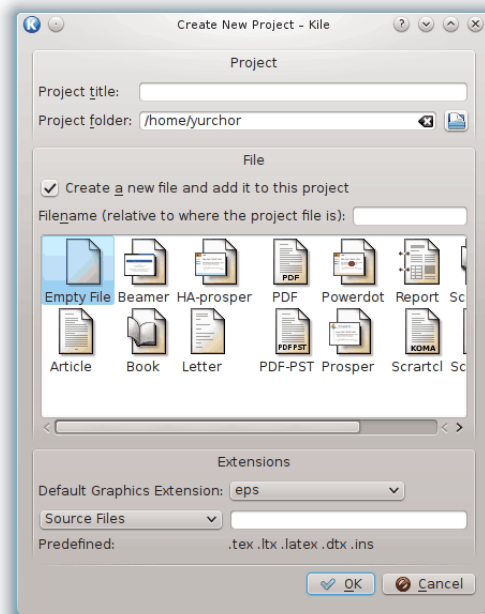 Create New Project – Kile
Project
Project title:
Project folder: /home/yurchor
File
Create a new file and add it to this project
Filename (relative to where the project file is):
Empty File Beamer HA-prosper PDF Powerdot Report Sc
PDF
Article Book Letter PDF-PST Prosper Scrartcl Sc
PDF PST KOMA
Extensions
Default Graphics Extension: eps
Source Files
Predefined: .tex .ltx .latex .dtx .ins
OK Cancel